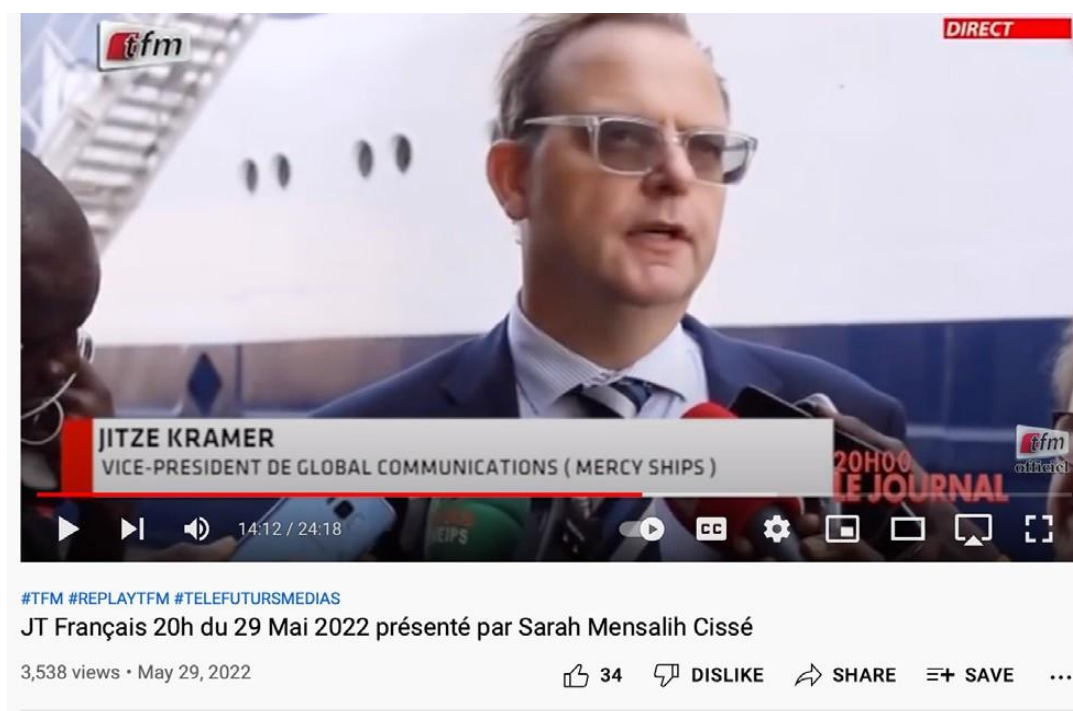 tfm
DIRECT
JITZE KRAMER
VICE-PRESIDENT DE GLOBAL COMMUNICATIONS ( MERCY SHIPS )
tfm
officiel
20H00
LE JOURNAL
14:12 / 24:18
CC
#TFM #REPLAYTFM #TELEFUTURSMEDIAS
JT Français 20h du 29 Mai 2022 présenté par Sarah Mensalih Cissé
3,538 views • May 29, 2022
34 DISLIKE SHARE SAVE ...